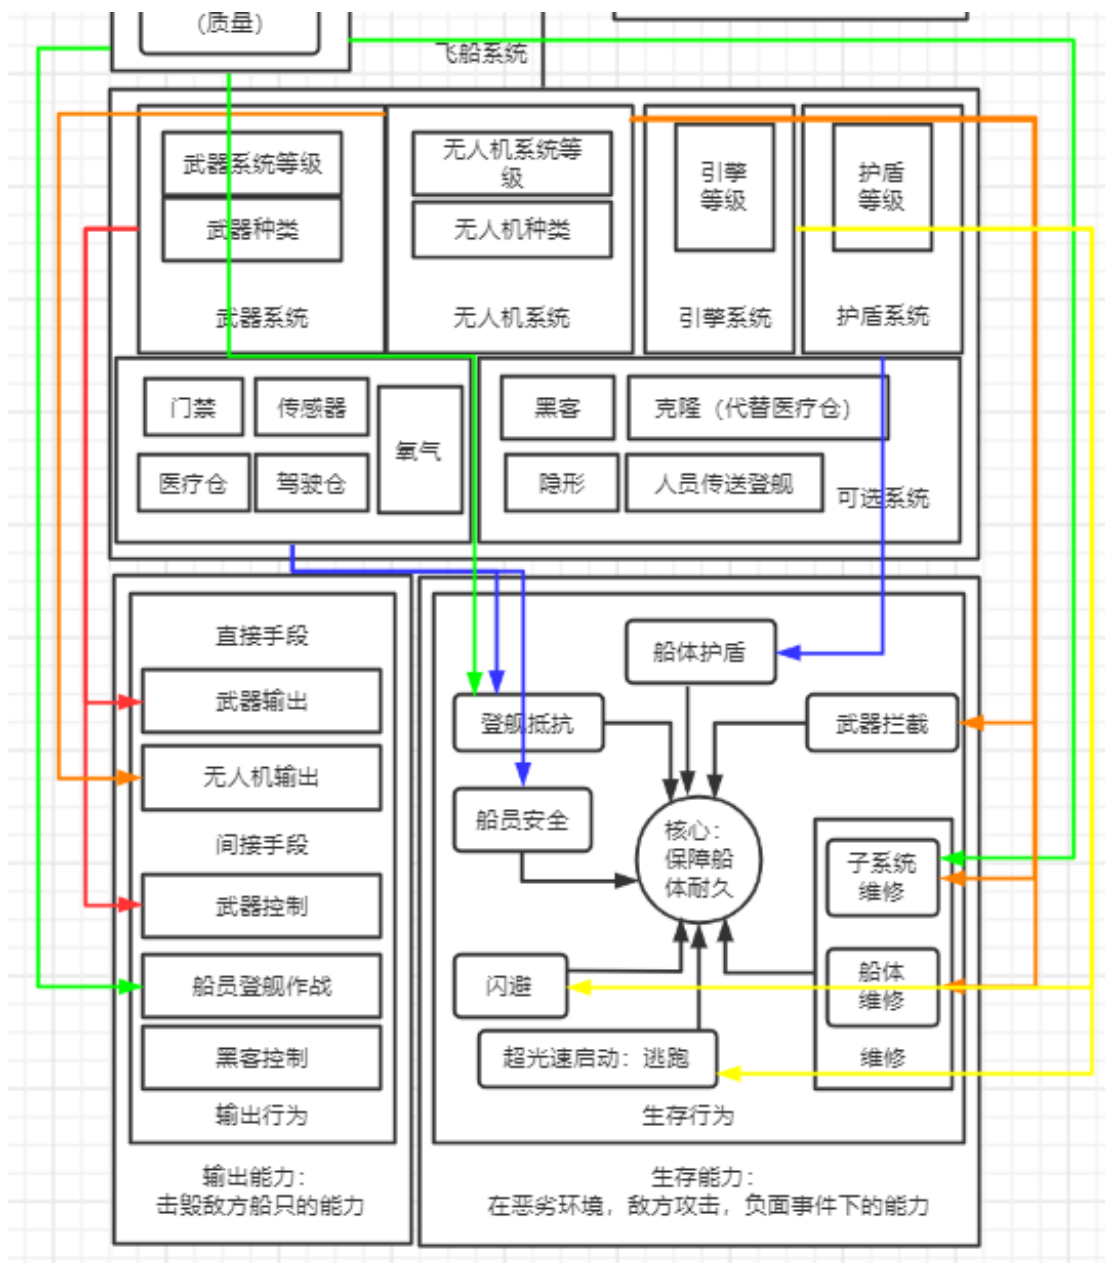 (质量)
飞船系统
武器系统等级
武器种类
武器系统
无人机系统等
级
无人机种类
无人机系统
引擎
等级
引擎系统
护盾
等级
护盾系统
门禁
传感器
氧气
医疗仓
驾驶仓
黑客
克隆（代替医疗仓）
隐形
人员传送登舰
可选系统
直接手段
武器输出
无人机输出
间接手段
武器控制
船员登舰作战
黑客控制
输出行为
输出能力：
击毁敌方船只的能力
船体护盾
登舰抵抗
武器拦截
船员安全
核心：
保障船
体耐久
子系统
维修
船体
维修
维修
闪避
超光速启动：逃跑
生存行为
生存能力：
在恶劣环境，敌方攻击，负面事件下的能力